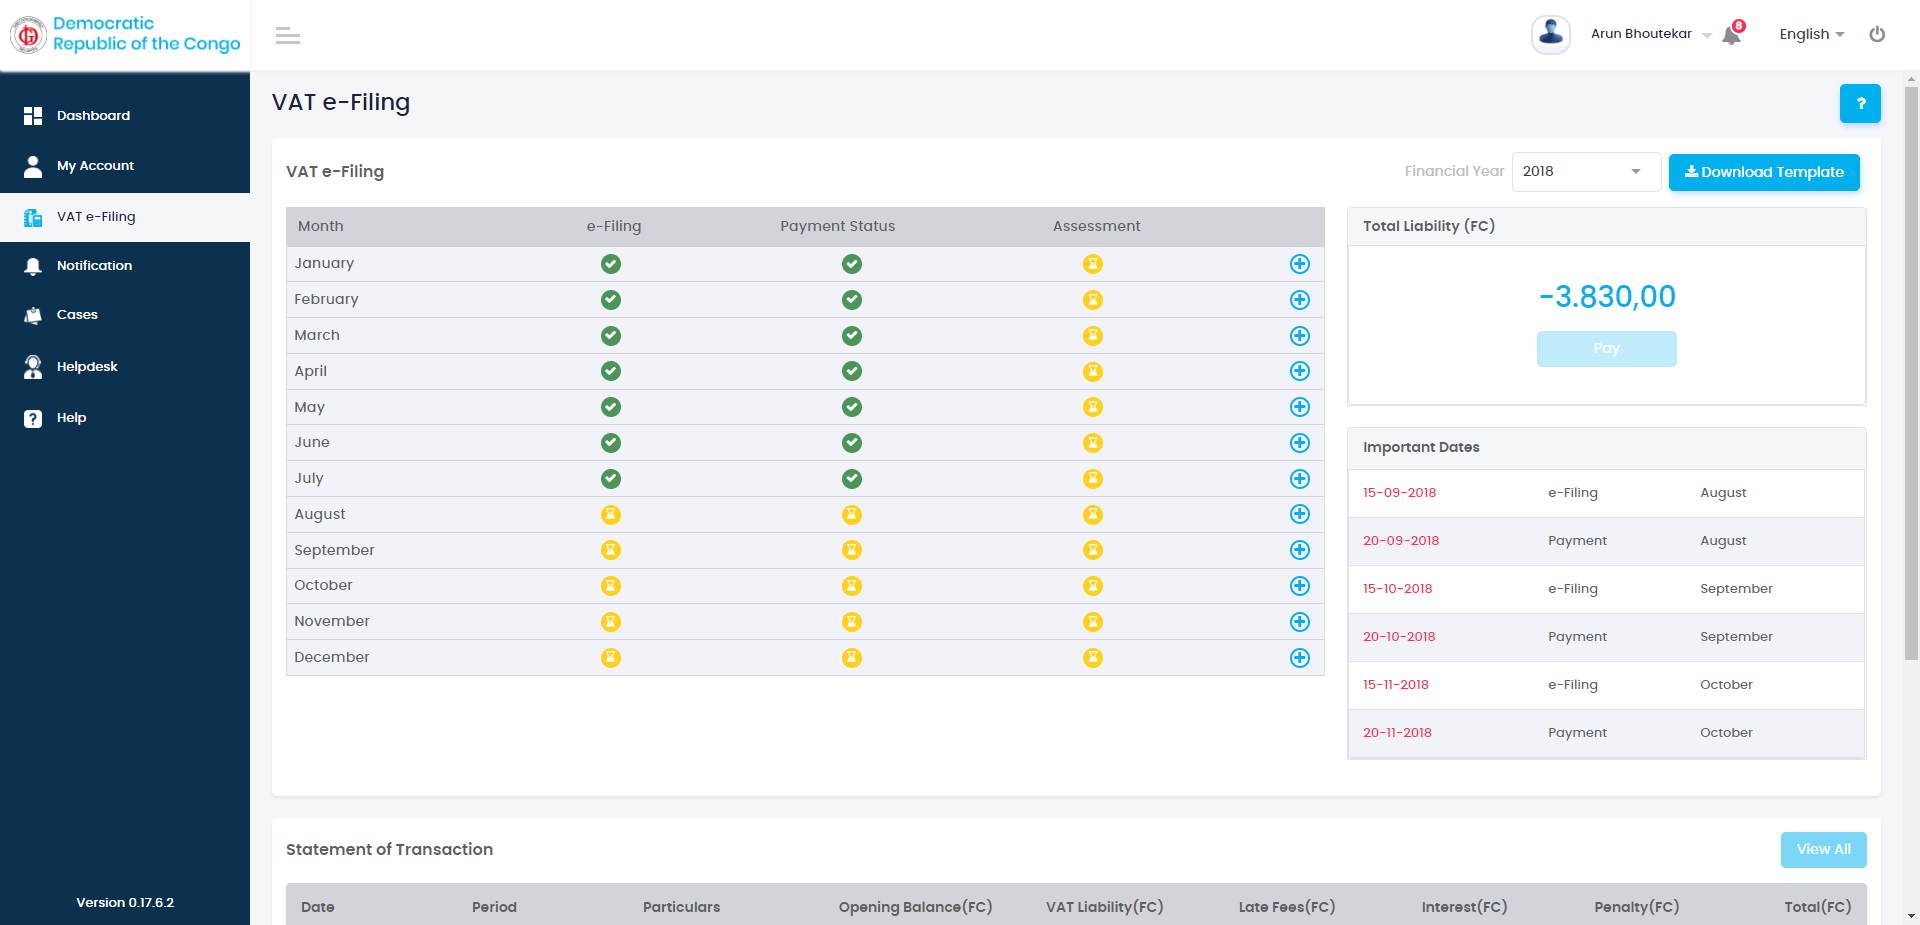 Democratic
Republic of the Congo
Arun Bhoutekar
8
English
Dashboard
My Account
VAT e-Filing
Notification
Cases
Helpdesk
Help
Version 0.17.6.2
VAT e-Filing
?
VAT e-Filing
Financial Year
2018
Download Template
Month e-Filing Payment Status Assessment
January
February
March
April
May
June
July
August
September
October
November
December
Total Liability (FC)
-3.830,00
Pay
Important Dates
15-09-2018 e-Filing August
20-09-2018 Payment August
15-10-2018 e-Filing September
20-10-2018 Payment September
15-11-2018 e-Filing October
20-11-2018 Payment October
Statement of Transaction
View All
Date Period Particulars Opening Balance(FC) VAT Liability(FC) Late Fees(FC) Interest(FC) Penalty(FC) Total(FC)